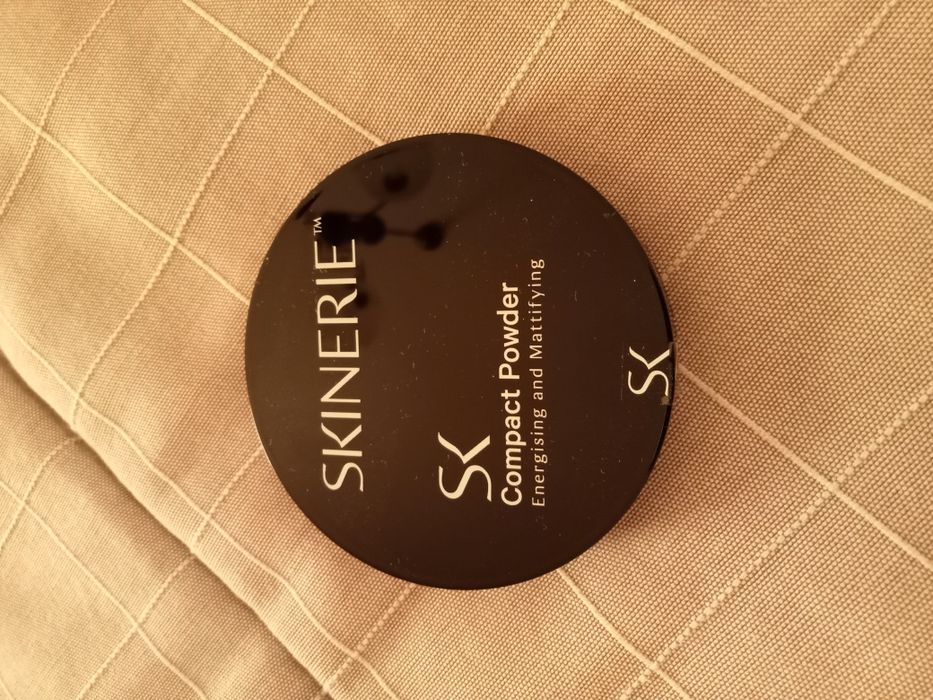 SKINERIE™
SK
Compact Powder
Energising and Mattifying
SK